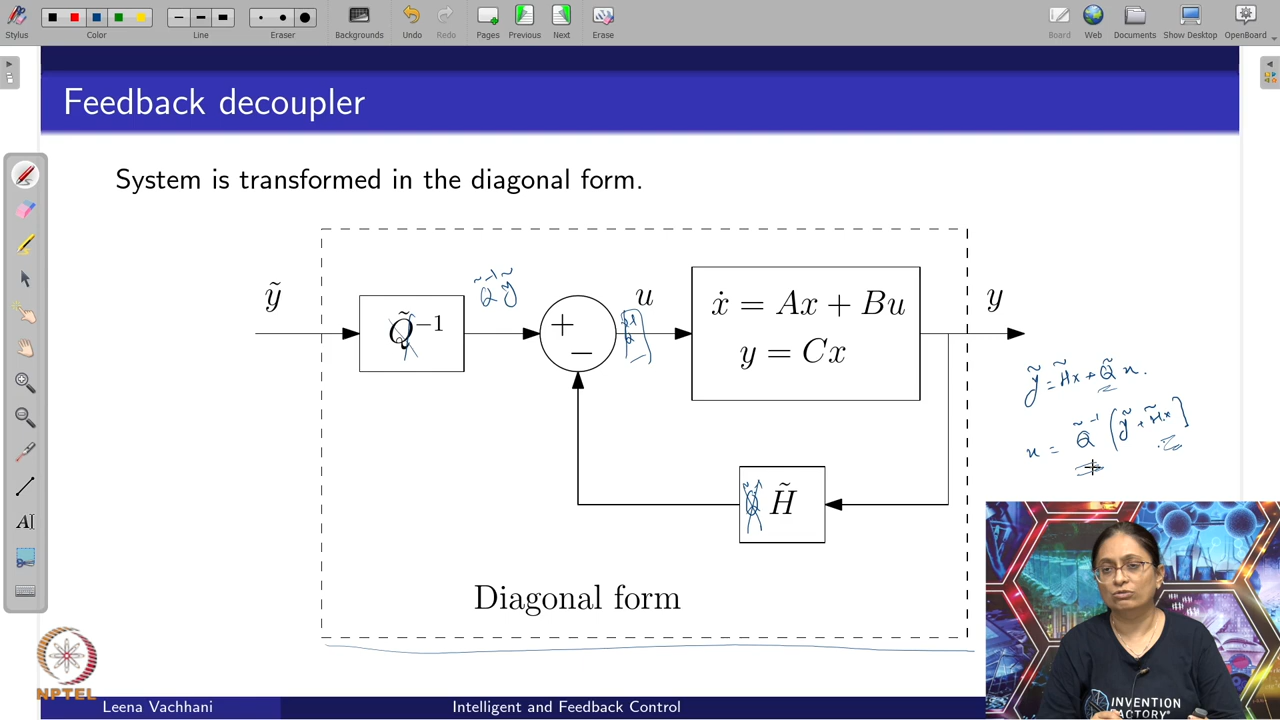 Stylus
Color
Line
Eraser
Backgrounds
Undo
Redo
Pages
Previous
Next
Erase
Board
Web
Documents
Show Desktop
OpenBoard
Feedback decoupler
System is transformed in the diagonal form.
ỹ
Q̃⁻¹
Q̃⁻¹ỹ
+
−
u
ẋ = Ax + Bu
y = Cx
y
ỹ = H̃x + Q̃u.
u = Q̃⁻¹(ỹ + H̃x)
H̃
Diagonal form
NPTEL
INVENTION
FACTORY
Leena Vachhani
Intelligent and Feedback Control